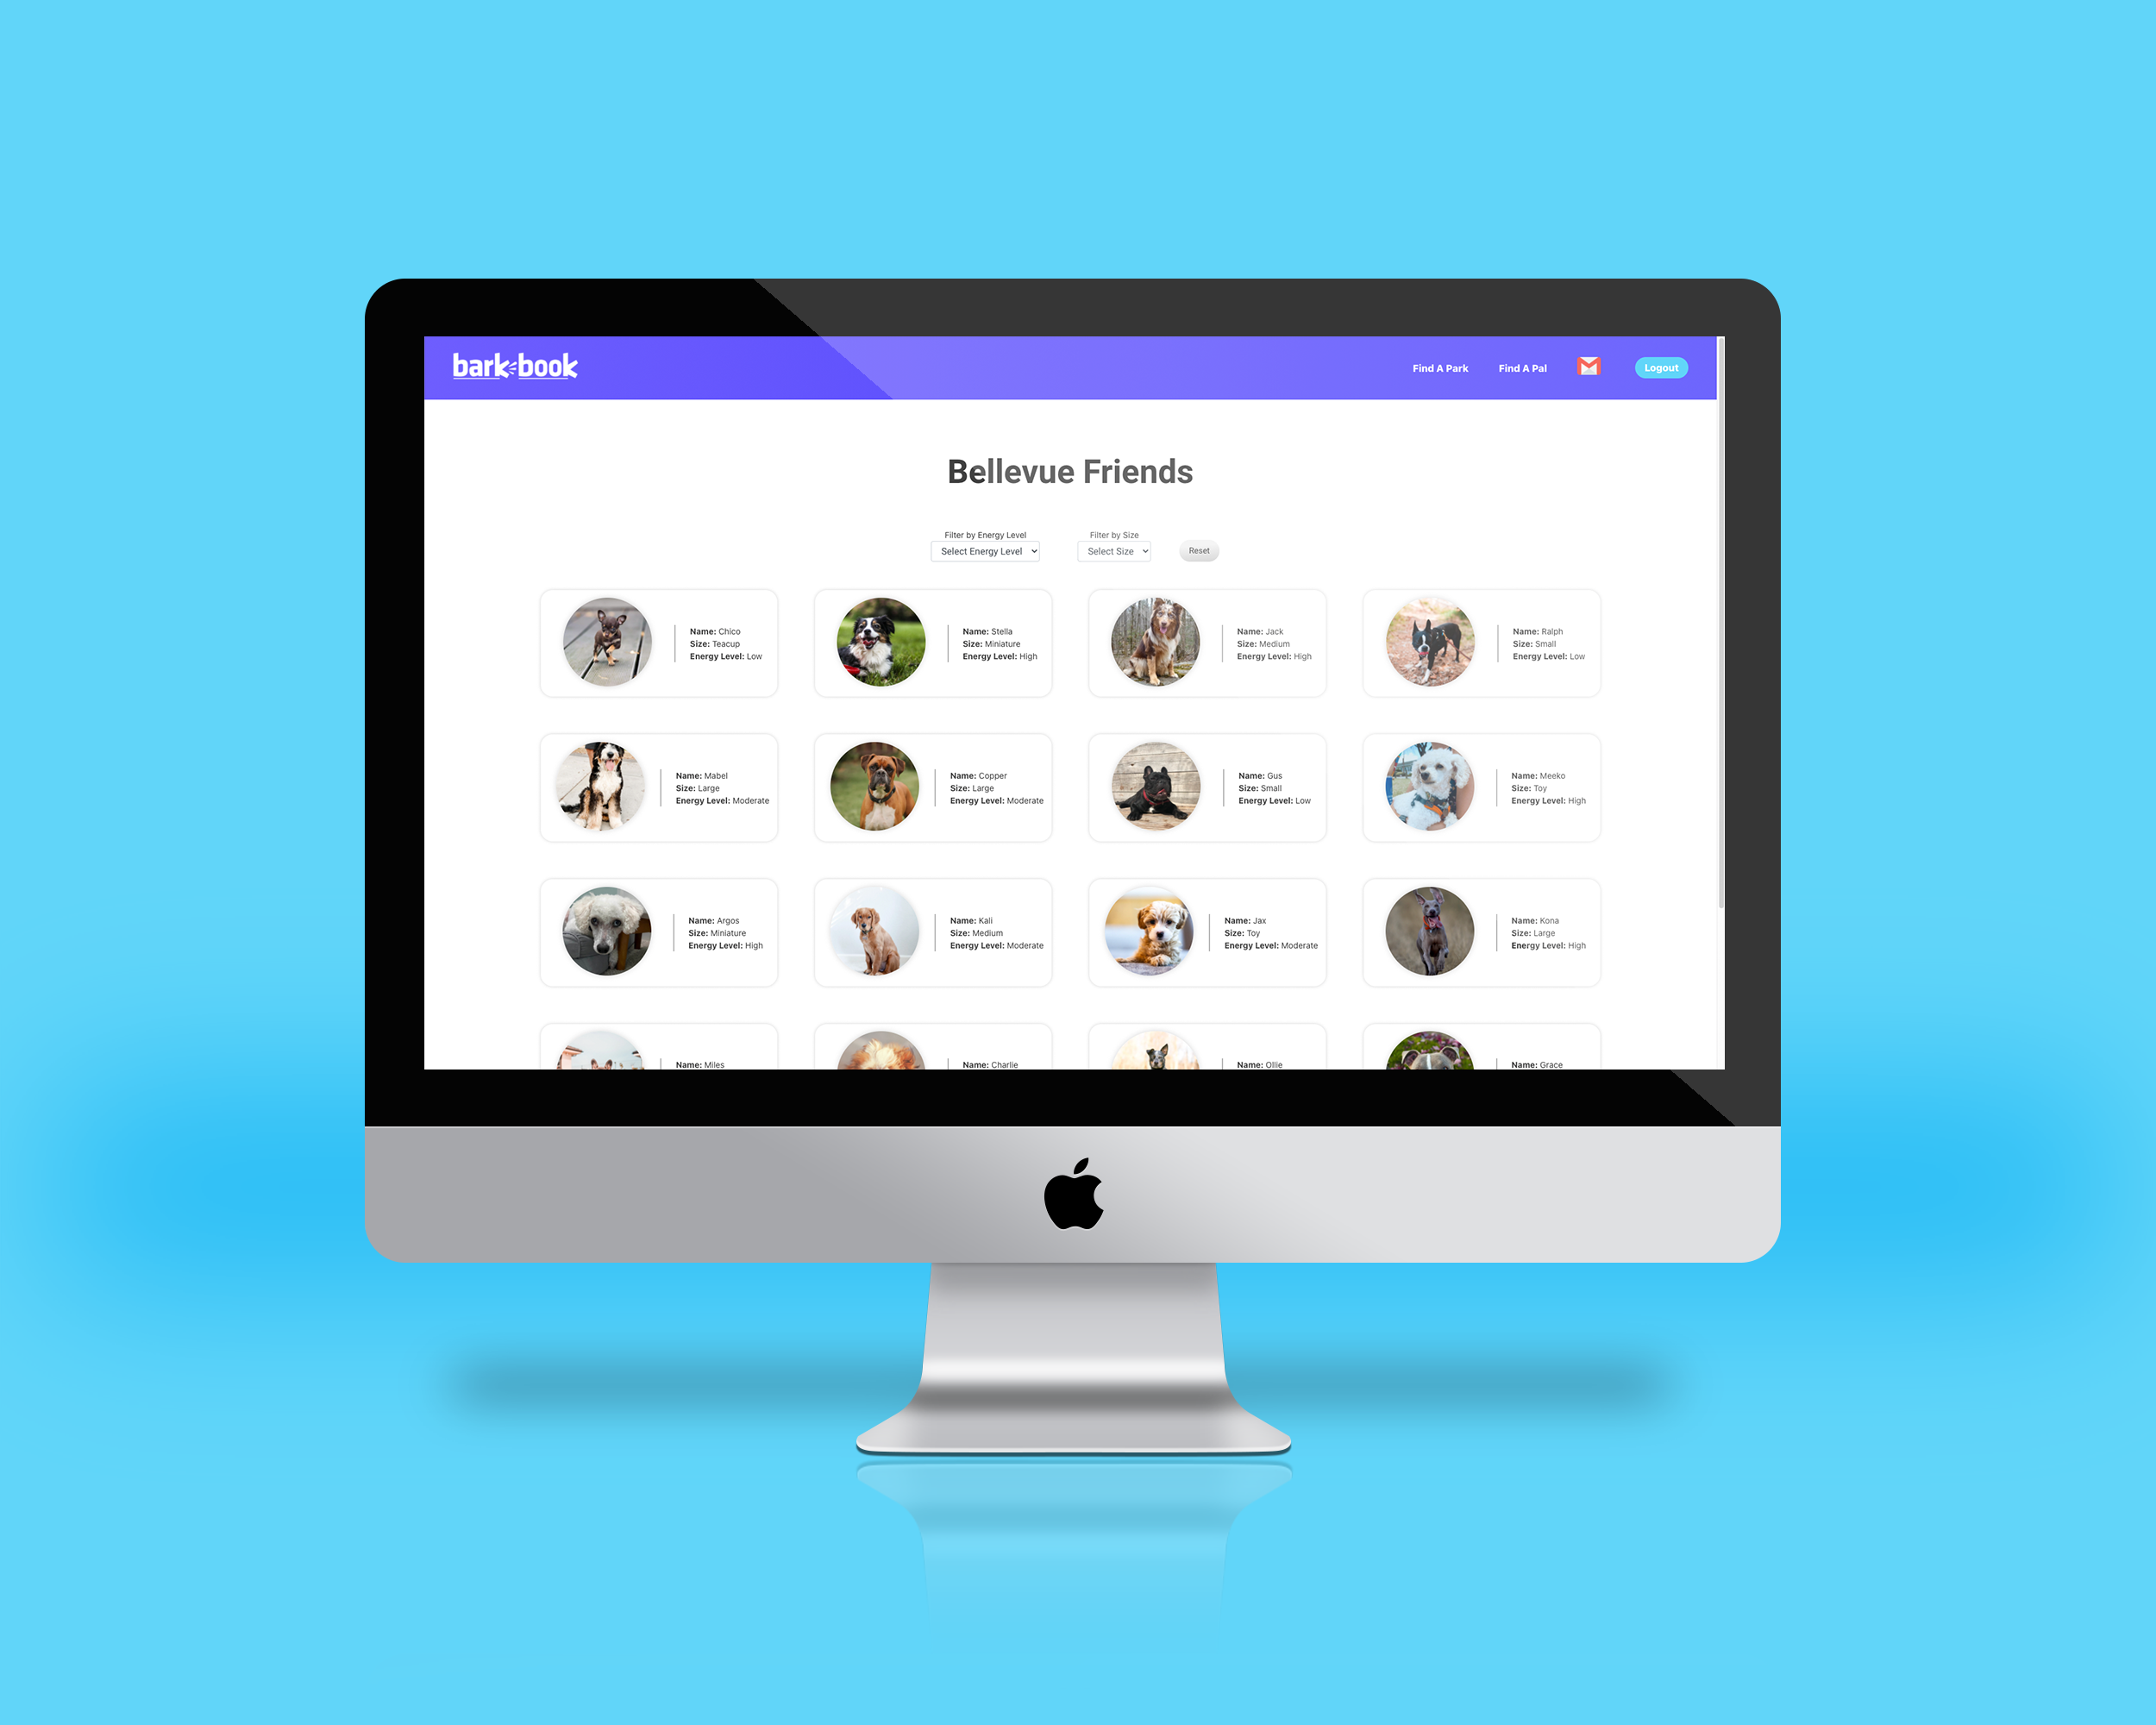 bark book
Find A Park
Find A Pal
Logout
Bellevue Friends
Filter by Energy Level
Select Energy Level
Filter by Size
Select Size
Reset
Name: Chico
Size: Teacup
Energy Level: Low
Name: Stella
Size: Miniature
Energy Level: High
Name: Jack
Size: Medium
Energy Level: High
Name: Ralph
Size: Small
Energy Level: Low
Name: Mabel
Size: Large
Energy Level: Moderate
Name: Copper
Size: Large
Energy Level: Moderate
Name: Gus
Size: Small
Energy Level: Low
Name: Meeko
Size: Toy
Energy Level: High
Name: Argos
Size: Miniature
Energy Level: High
Name: Kali
Size: Medium
Energy Level: Moderate
Name: Jax
Size: Toy
Energy Level: Moderate
Name: Kona
Size: Large
Energy Level: High
Name: Miles
Name: Charlie
Name: Ollie
Name: Grace